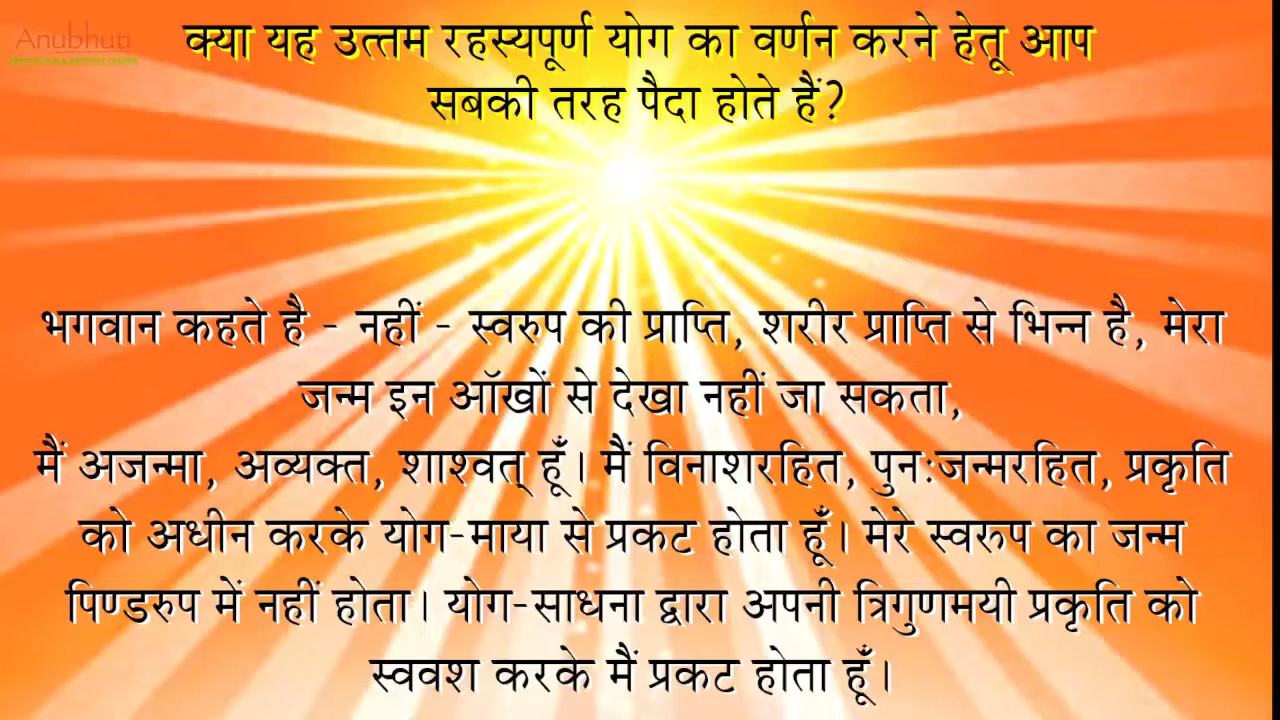 Anubhuti
क्या यह उत्तम रहस्यपूर्ण योग का वर्णन करने हेतू आप
सबकी तरह पैदा होते हैं?
भगवान कहते है - नहीं - स्वरुप की प्राप्ति, शरीर प्राप्ति से भिन्न है, मेरा
जन्म इन ऑखों से देखा नहीं जा सकता,
मैं अजन्मा, अव्यक्त, शाश्वत् हूँ। मैं विनाशरहित, पुनःजन्मरहित, प्रकृति
को अधीन करके योग-माया से प्रकट होता हूँ। मेरे स्वरूप का जन्म
पिण्डरुप में नहीं होता। योग-साधना द्वारा अपनी त्रिगुणमयी प्रकृति को
स्ववश करके मैं प्रकट होता हूँ।